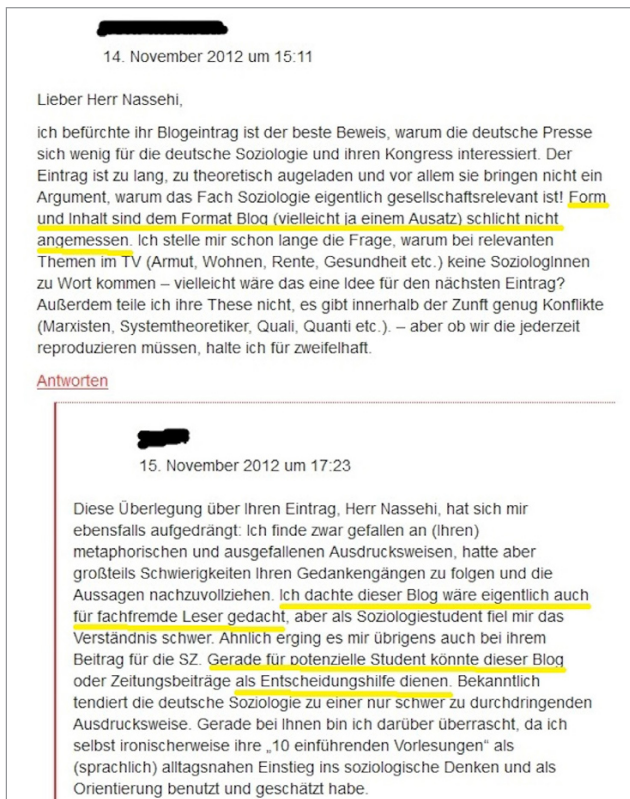 14. November 2012 um 15:11
Lieber Herr Nassehi,
ich befürchte ihr Blogeintrag ist der beste Beweis, warum die deutsche Presse
sich wenig für die deutsche Soziologie und ihren Kongress interessiert. Der
Eintrag ist zu lang, zu theoretisch augeladen und vor allem sie bringen nicht ein
Argument, warum das Fach Soziologie eigentlich gesellschaftsrelevant ist! Form
und Inhalt sind dem Format Blog (vielleicht ja einem Ausatz) schlicht nicht
angemessen. Ich stelle mir schon lange die Frage, warum bei relevanten
Themen im TV (Armut, Wohnen, Rente, Gesundheit etc.) keine SoziologInnen
zu Wort kommen – vielleicht wäre das eine Idee für den nächsten Eintrag?
Außerdem teile ich ihre These nicht, es gibt innerhalb der Zunft genug Konflikte
(Marxisten, Systemtheoretiker, Quali, Quanti etc.). – aber ob wir die jederzeit
reproduzieren müssen, halte ich für zweifelhaft.
Antworten
15. November 2012 um 17:23
Diese Überlegung über Ihren Eintrag, Herr Nassehi, hat sich mir
ebenfalls aufgedrängt: Ich finde zwar gefallen an (Ihren)
metaphorischen und ausgefallenen Ausdrucksweisen, hatte aber
großteils Schwierigkeiten Ihren Gedankengängen zu folgen und die
Aussagen nachzuvollziehen. Ich dachte dieser Blog wäre eigentlich auch
für fachfremde Leser gedacht, aber als Soziologiestudent fiel mir das
Verständnis schwer. Ähnlich erging es mir übrigens auch bei ihrem
Beitrag für die SZ. Gerade für potenzielle Student könnte dieser Blog
oder Zeitungsbeiträge als Entscheidungshilfe dienen. Bekanntlich
tendiert die deutsche Soziologie zu einer nur schwer zu durchdringenden
Ausdrucksweise. Gerade bei Ihnen bin ich darüber überrascht, da ich
selbst ironischerweise ihre „10 einführenden Vorlesungen“ als
(sprachlich) alltagsnahen Einstieg ins soziologische Denken und als
Orientierung benutzt und geschätzt habe.